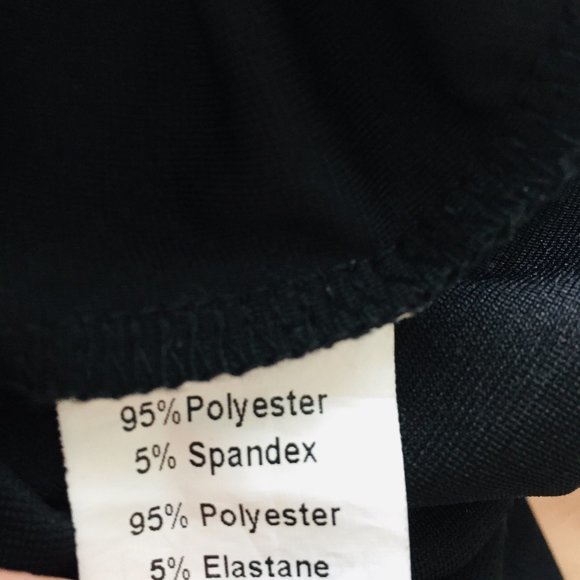 95%Polyester
5% Spandex
95% Polyester
5% Elastane